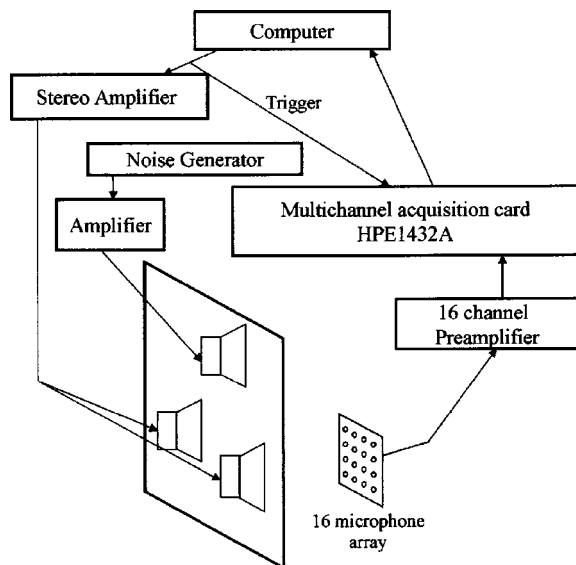 Computer
Stereo Amplifier
Trigger
Noise Generator
Amplifier
Multichannel acquisition card
HPE1432A
16 channel
Preamplifier
16 microphone
array